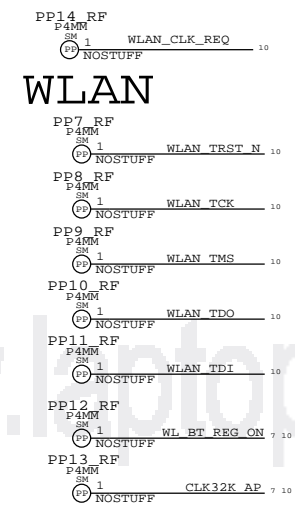 PP14_RF
P4MM
SM
PP 1 WLAN_CLK_REQ 10
NOSTUFF
WLAN
PP7_RF
P4MM
SM
PP 1 WLAN_TRST_N 10
NOSTUFF
PP8_RF
P4MM
SM
PP 1 WLAN_TCK 10
NOSTUFF
PP9_RF
P4MM
SM
PP 1 WLAN_TMS 10
NOSTUFF
PP10_RF
P4MM
SM
PP 1 WLAN_TDO 10
NOSTUFF
PP11_RF
P4MM
SM
PP 1 WLAN_TDI 10
NOSTUFF
PP12_RF
P4MM
SM
PP 1 WL_BT_REG_ON 7 10
NOSTUFF
PP13_RF
P4MM
SM
PP 1 CLK32K_AP 7 10
NOSTUFF
.laptop